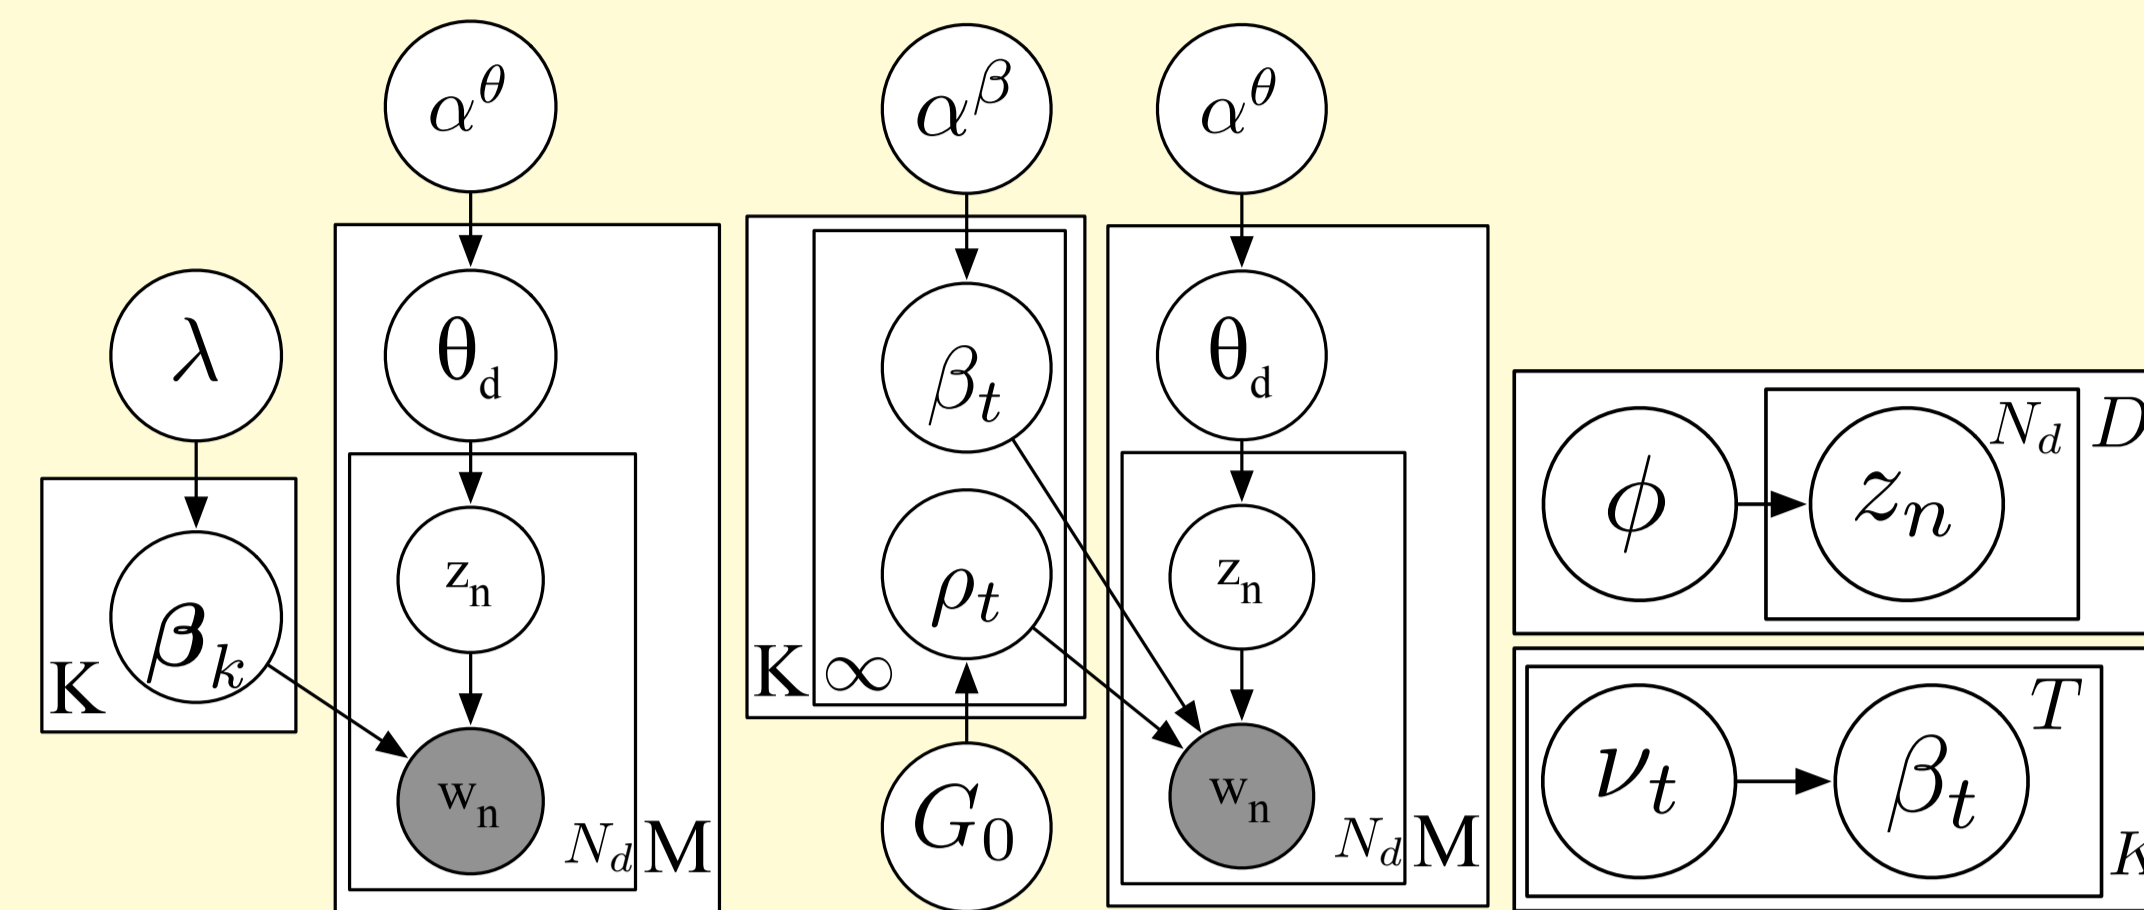 α^θ
λ
θ_d
z_n
K
β_k
w_n
N_d
M
α^β
α^θ
β_t
ρ_t
K
∞
G_0
θ_d
z_n
w_n
N_d
M
ϕ
z_n
N_d
D
ν_t
β_t
T
K